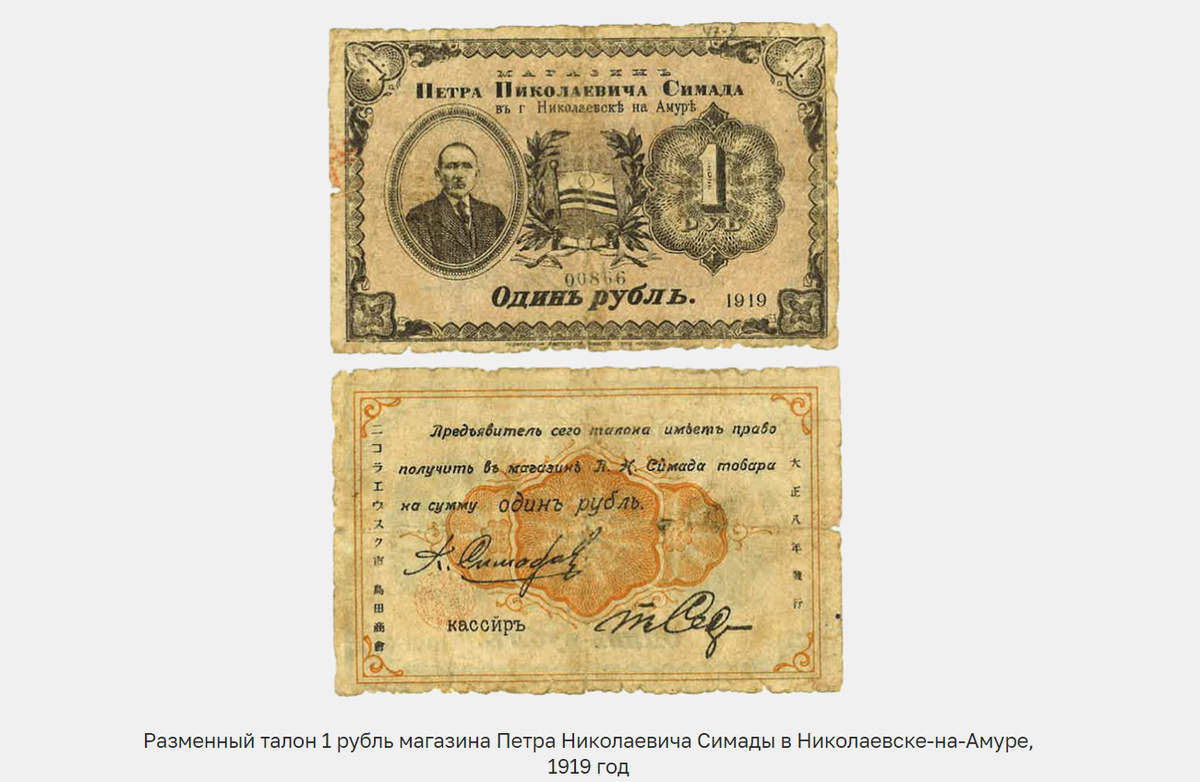 1 1
МАГАЗИНЪ
ПЕТРА НИКОЛАЕВИЧА СИМАДА
въ г Николаевскѣ на Амурѣ
1
РУБ
00866
Одинъ рубль.
1919
Предъявитель сего талона имѣетъ право
получить въ магазинѣ П. Н. Симада товара
на сумму один​ъ рубль.
кассиръ
ニコラエウスク市 島田商會
大正八年發行
Разменный талон 1 рубль магазина Петра Николаевича Симады в Николаевске-на-Амуре,
1919 год